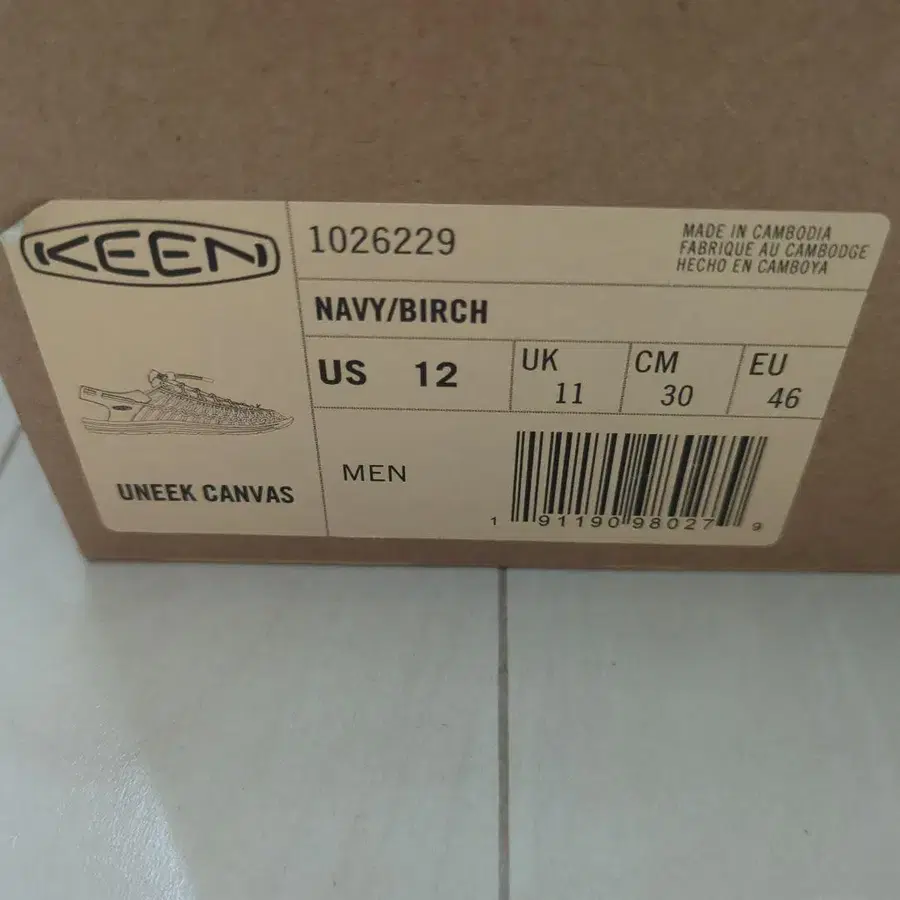 KEEN
1026229
MADE IN CAMBODIA
FABRIQUE AU CAMBODGE
HECHO EN CAMBOYA
NAVY/BIRCH
US 12
UK 11
CM 30
EU 46
UNEEK CANVAS
MEN
1 91190 98027 9